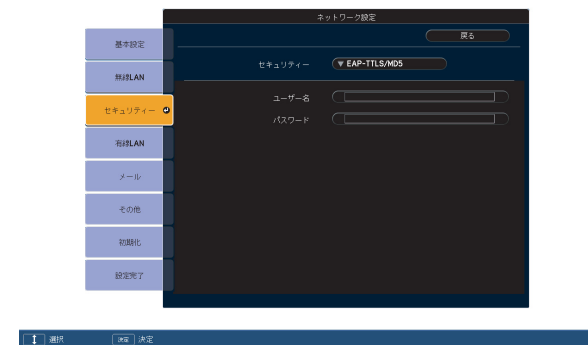 ネットワーク設定
戻る
基本設定
無線LAN
セキュリティー
有線LAN
メール
その他
初期化
設定完了
セキュリティー ▼ EAP-TTLS/MD5
ユーザー名
パスワード
選択 決定 決定